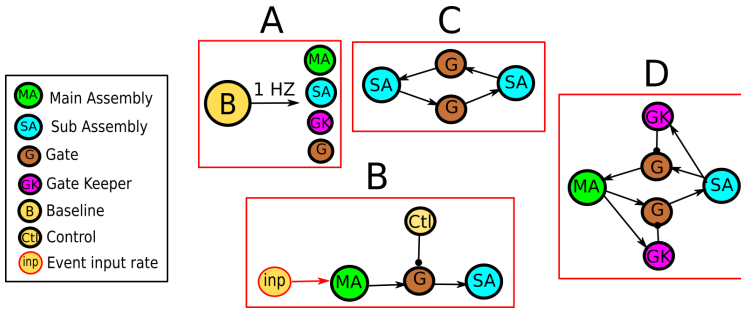 A
B
1 HZ
MA
SA
GK
G
C
SA
G
G
SA
D
GK
G
MA
SA
G
GK
B
Ctl
inp
MA
G
SA
MA Main Assembly
SA Sub Assembly
G Gate
GK Gate Keeper
B Baseline
Ctl Control
inp Event input rate